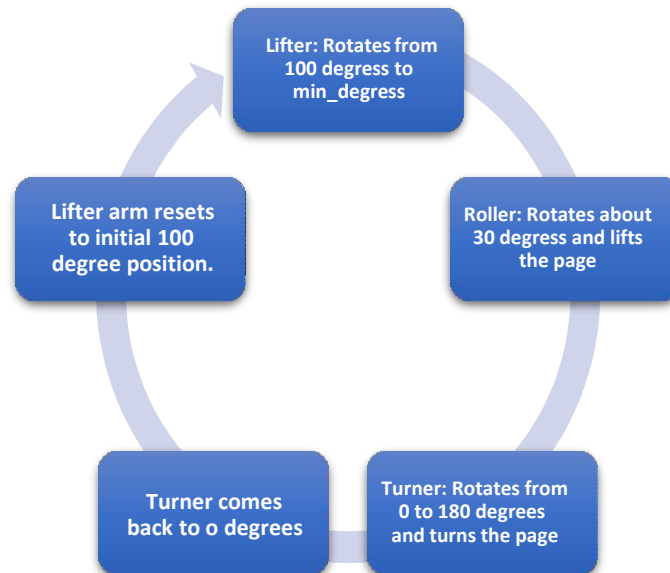 Lifter: Rotates from
100 degress to
min_degress
Roller: Rotates about
30 degress and lifts
the page
Turner: Rotates from
0 to 180 degrees
and turns the page
Turner comes
back to o degrees
Lifter arm resets
to initial 100
degree position.